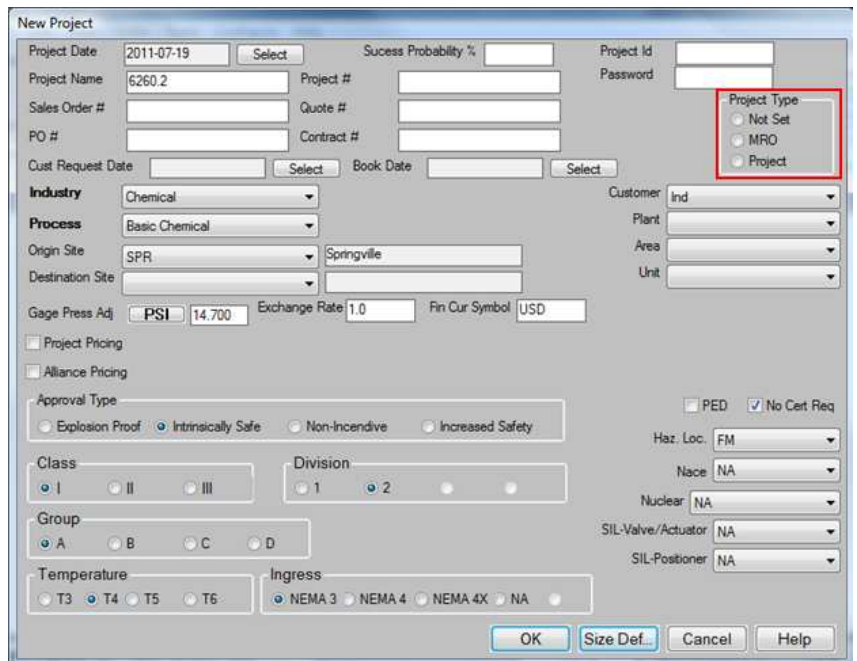 New Project
Project Date 2011-07-19 Select Sucess Probability % Project Id
Project Name 6260.2 Project # Password
Sales Order # Quote # Project Type
Not Set
PO # Contract # MRO
Cust Request Date Select Book Date Select Project
Industry Chemical Customer Ind
Process Basic Chemical Plant
Origin Site SPR Springville Area
Destination Site Unit
Gage Press Adj PSI 14.700 Exchange Rate 1.0 Fin Cur Symbol USD
Project Pricing
Alliance Pricing
Approval Type PED No Cert Req
Explosion Proof Intrinsically Safe Non-Incendive Increased Safety
Haz. Loc. FM
Class Division
I II III 1 2
Nace NA
Nuclear NA
Group
A B C D
SIL-Valve/Actuator NA
SIL-Positioner NA
Temperature Ingress
T3 T4 T5 T6 NEMA 3 NEMA 4 NEMA 4X NA
OK Size Def... Cancel Help